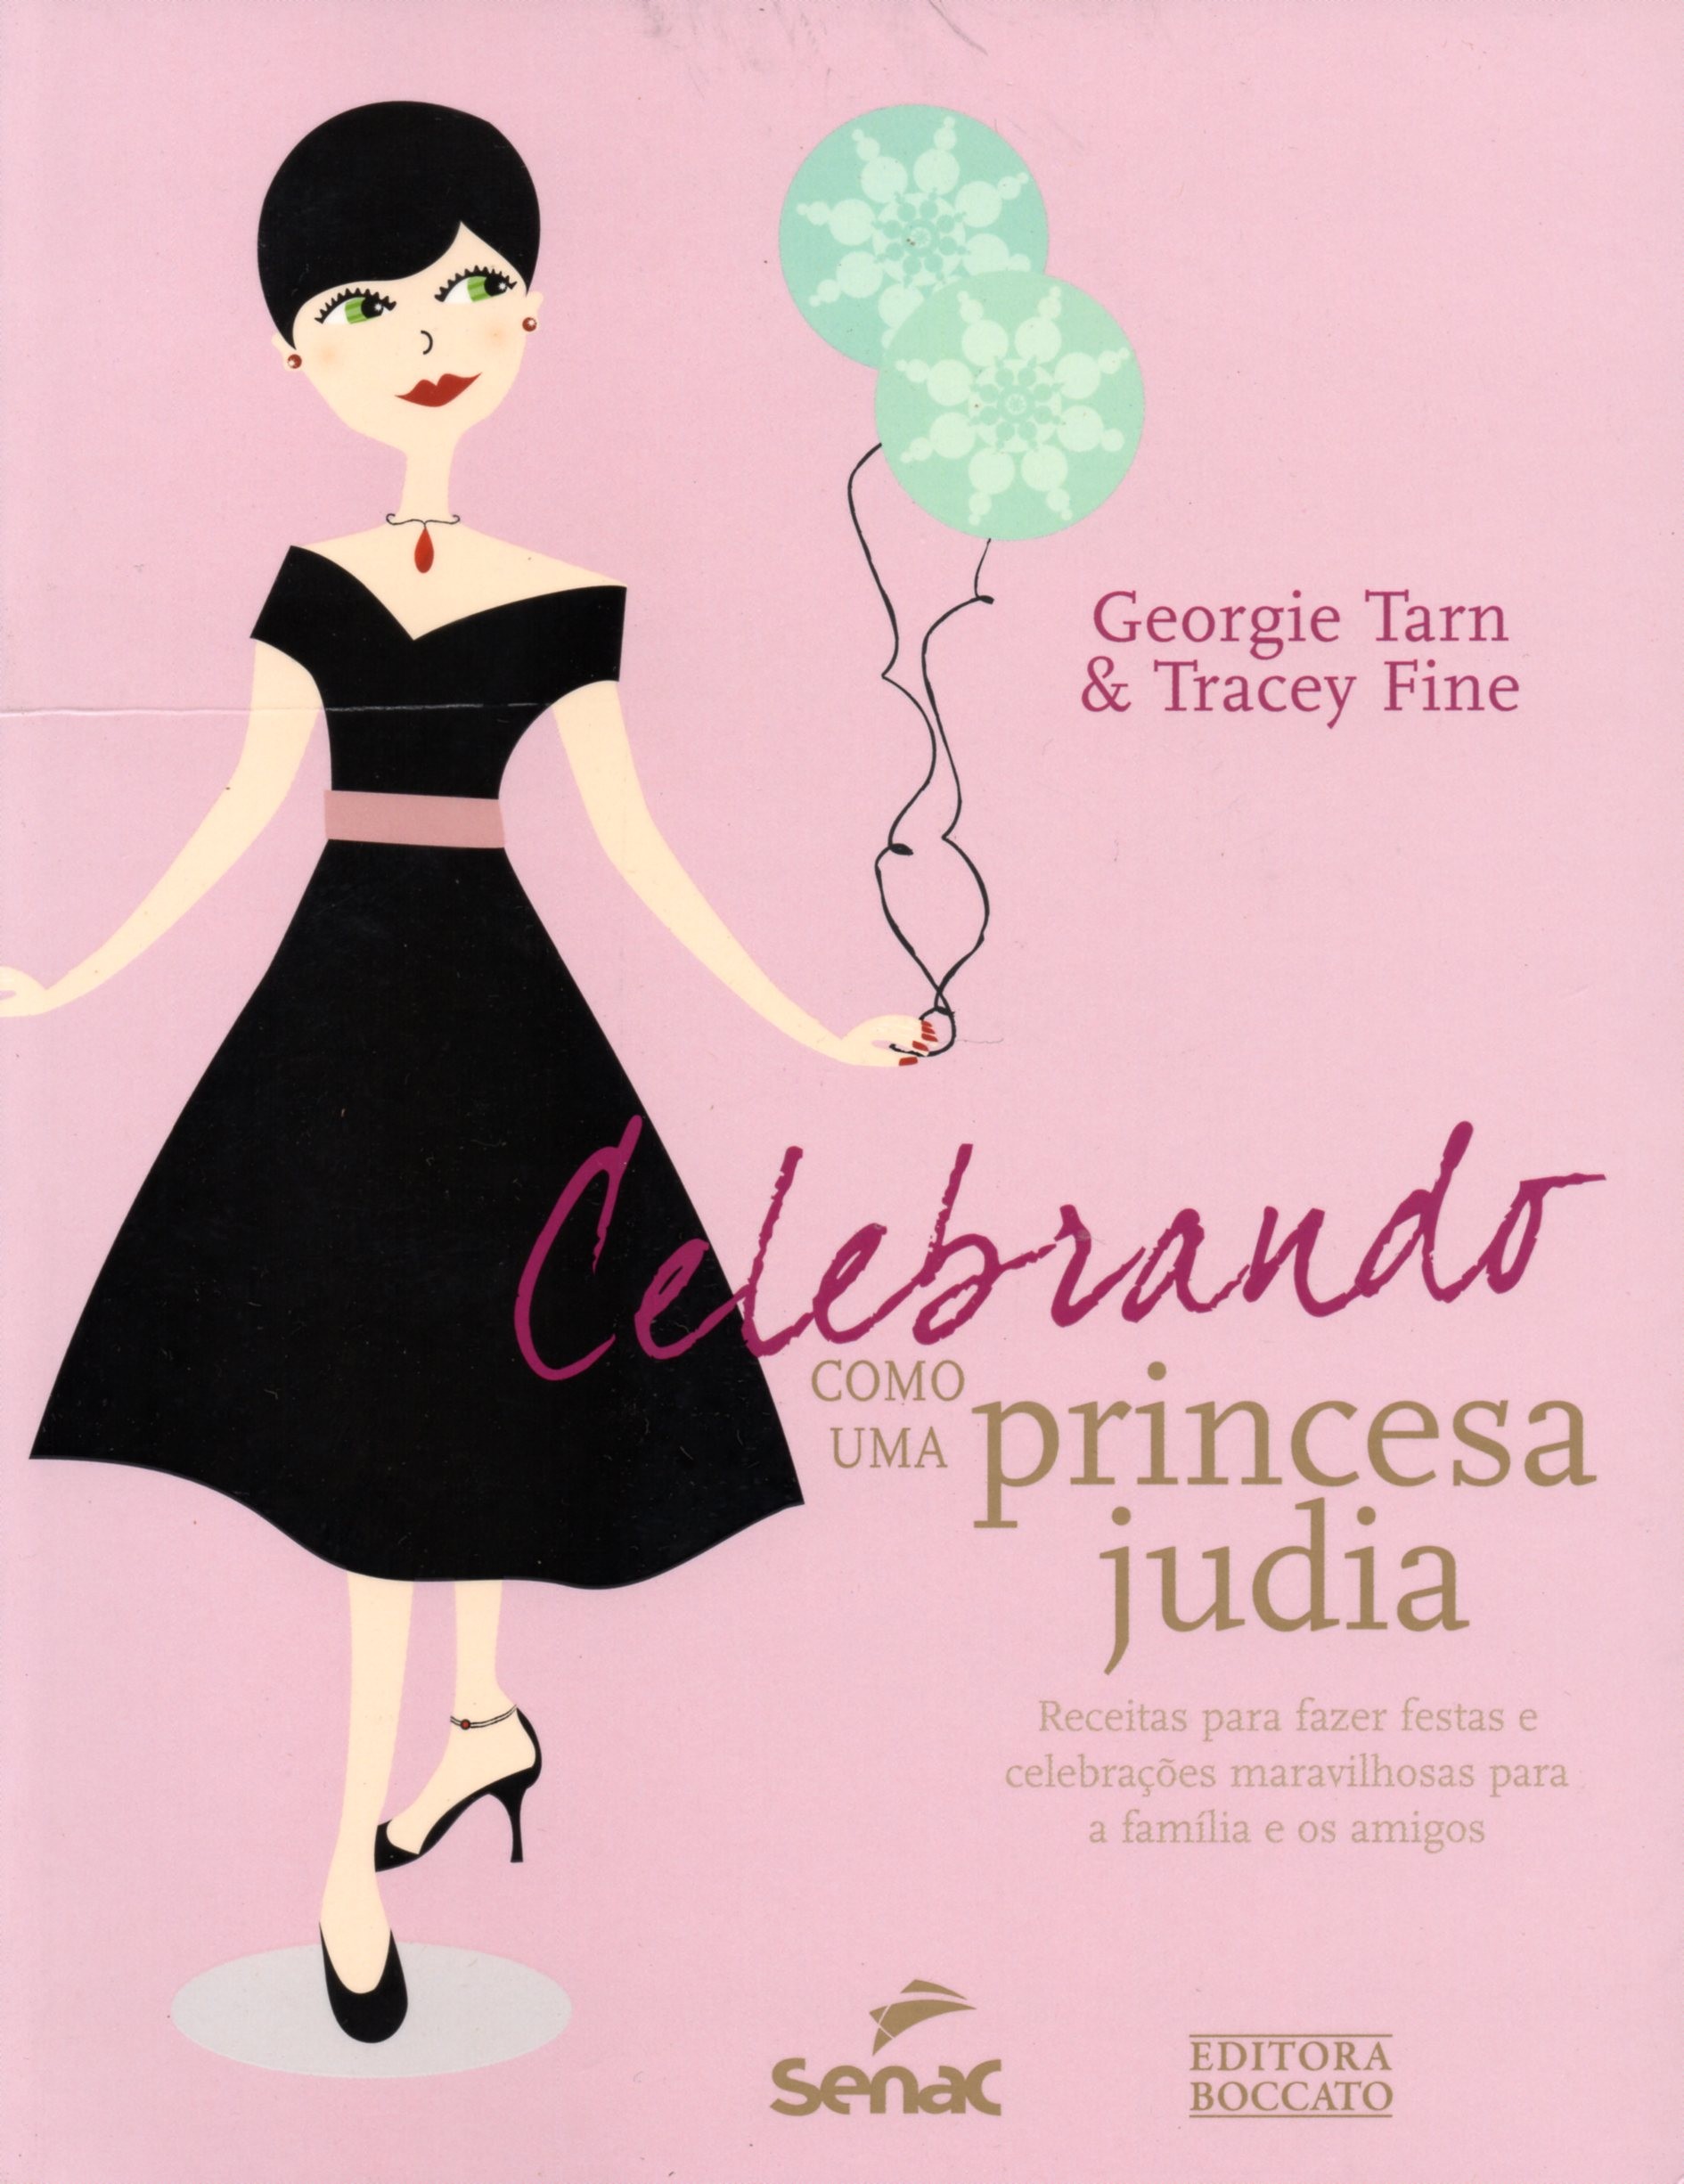 Georgie Tarn
& Tracey Fine
Celebrando
COMO
UMA
princesa
judia
Receitas para fazer festas e
celebrações maravilhosas para
a família e os amigos
senac
EDITORA
BOCCATO